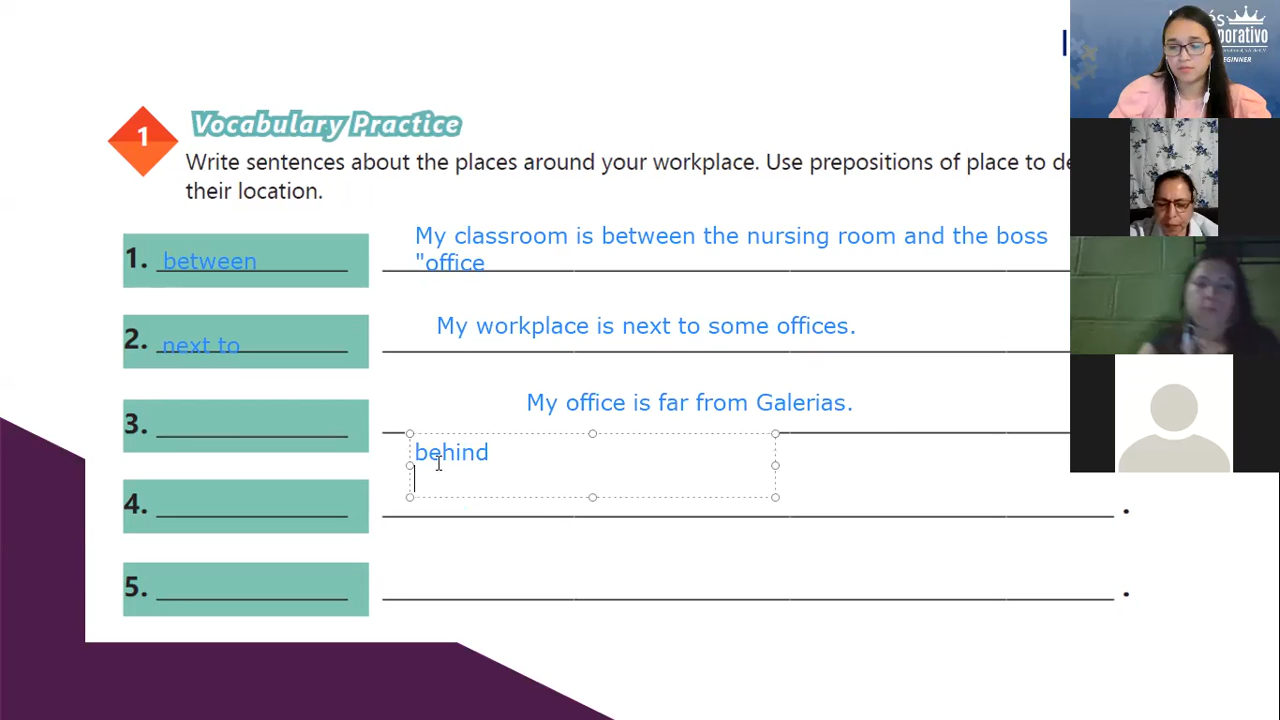 1
Vocabulary Practice
Write sentences about the places around your workplace. Use prepositions of place to
their location.
1. between
My classroom is between the nursing room and the boss
"office
2. next to
My workplace is next to some offices.
3.
My office is far from Galerias.
behind
4.
.
5.
.
EGINNER